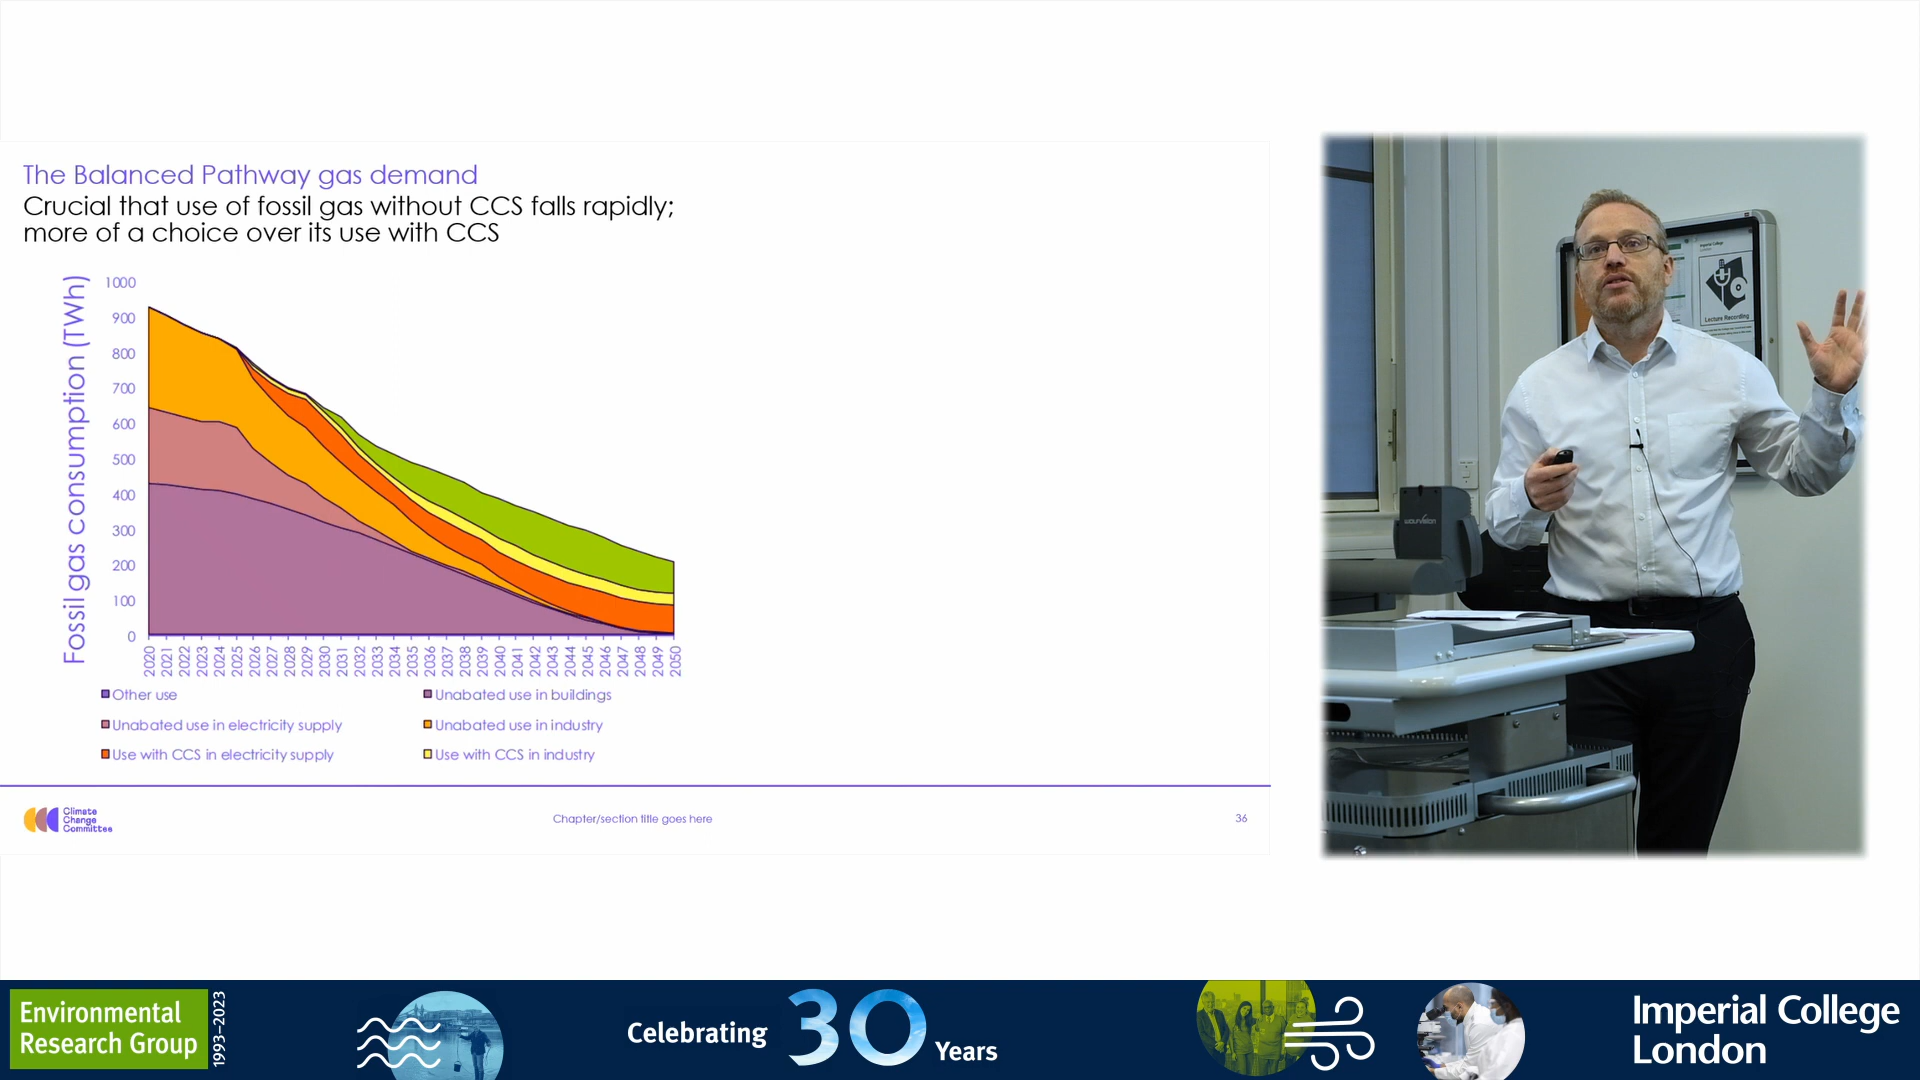 The Balanced Pathway gas demand
Crucial that use of fossil gas without CCS falls rapidly;
more of a choice over its use with CCS
Fossil gas consumption (TWh)
1000
900
800
700
600
500
400
300
200
100
0
2020 2021 2022 2023 2024 2025 2026 2027 2028 2029 2030 2031 2032 2033 2034 2035 2036 2037 2038 2039 2040 2041 2042 2043 2044 2045 2046 2047 2048 2049 2050
Other use
Unabated use in buildings
Unabated use in electricity supply
Unabated use in industry
Use with CCS in electricity supply
Use with CCS in industry
Climate
Change
Committee
Chapter/section title goes here
36
Imperial College
Lecture Recording
wolfvision
Environmental
Research Group
1993–2023
Celebrating 30 Years
Imperial College
London